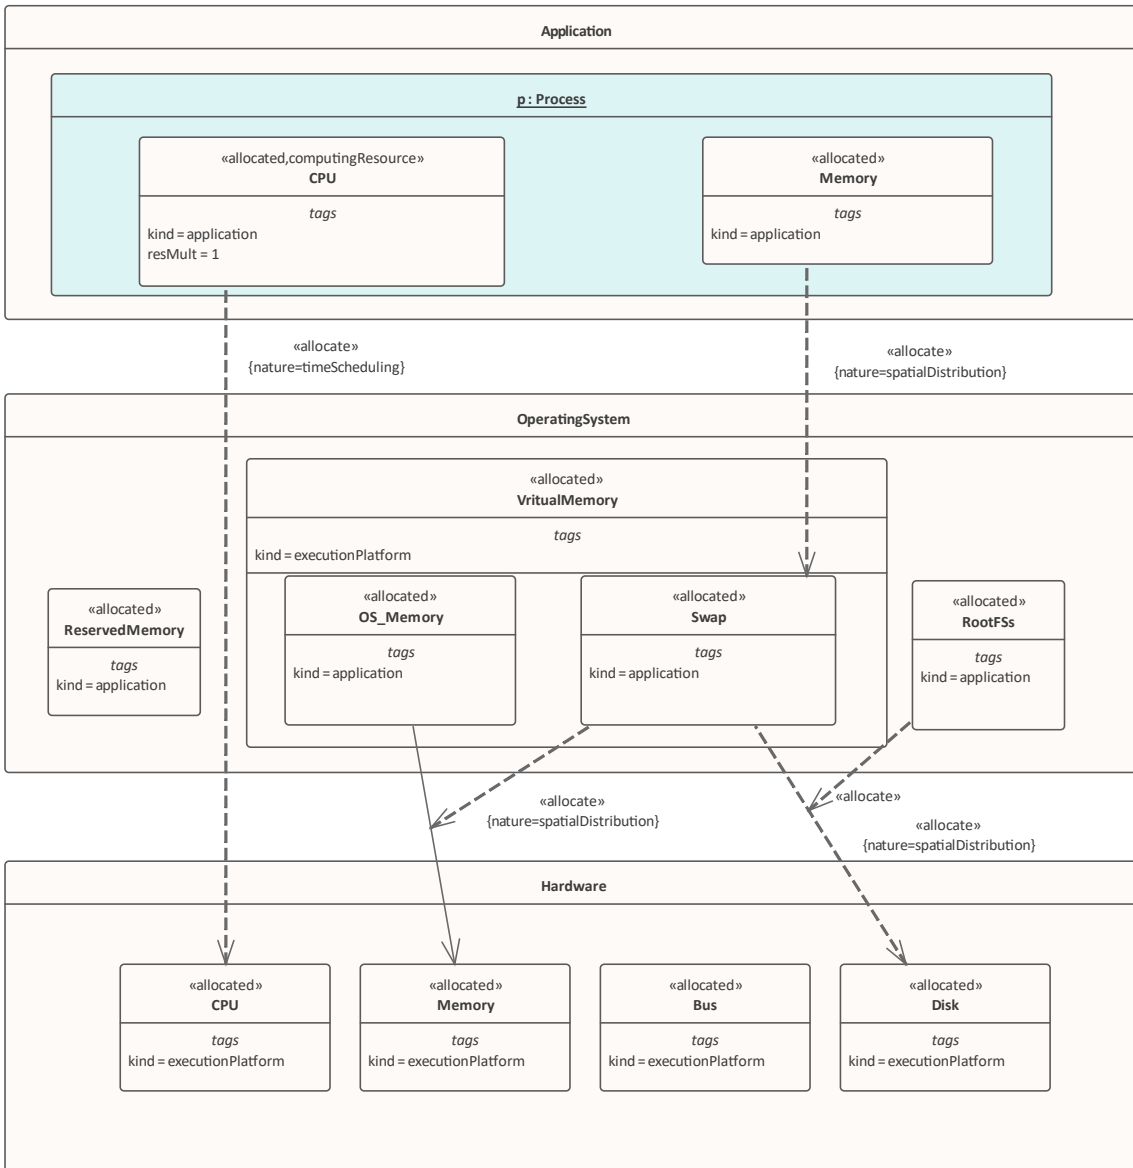 Application
p : Process
«allocated,computingResource»
CPU
tags
kind = application
resMult = 1
«allocated»
Memory
tags
kind = application
«allocate»
{nature=timeScheduling}
«allocate»
{nature=spatialDistribution}
OperatingSystem
«allocated»
VritualMemory
tags
kind = executionPlatform
«allocated»
ReservedMemory
tags
kind = application
«allocated»
OS_Memory
tags
kind = application
«allocated»
Swap
tags
kind = application
«allocated»
RootFSs
tags
kind = application
«allocate»
{nature=spatialDistribution}
«allocate»
«allocate»
{nature=spatialDistribution}
Hardware
«allocated»
CPU
tags
kind = executionPlatform
«allocated»
Memory
tags
kind = executionPlatform
«allocated»
Bus
tags
kind = executionPlatform
«allocated»
Disk
tags
kind = executionPlatform